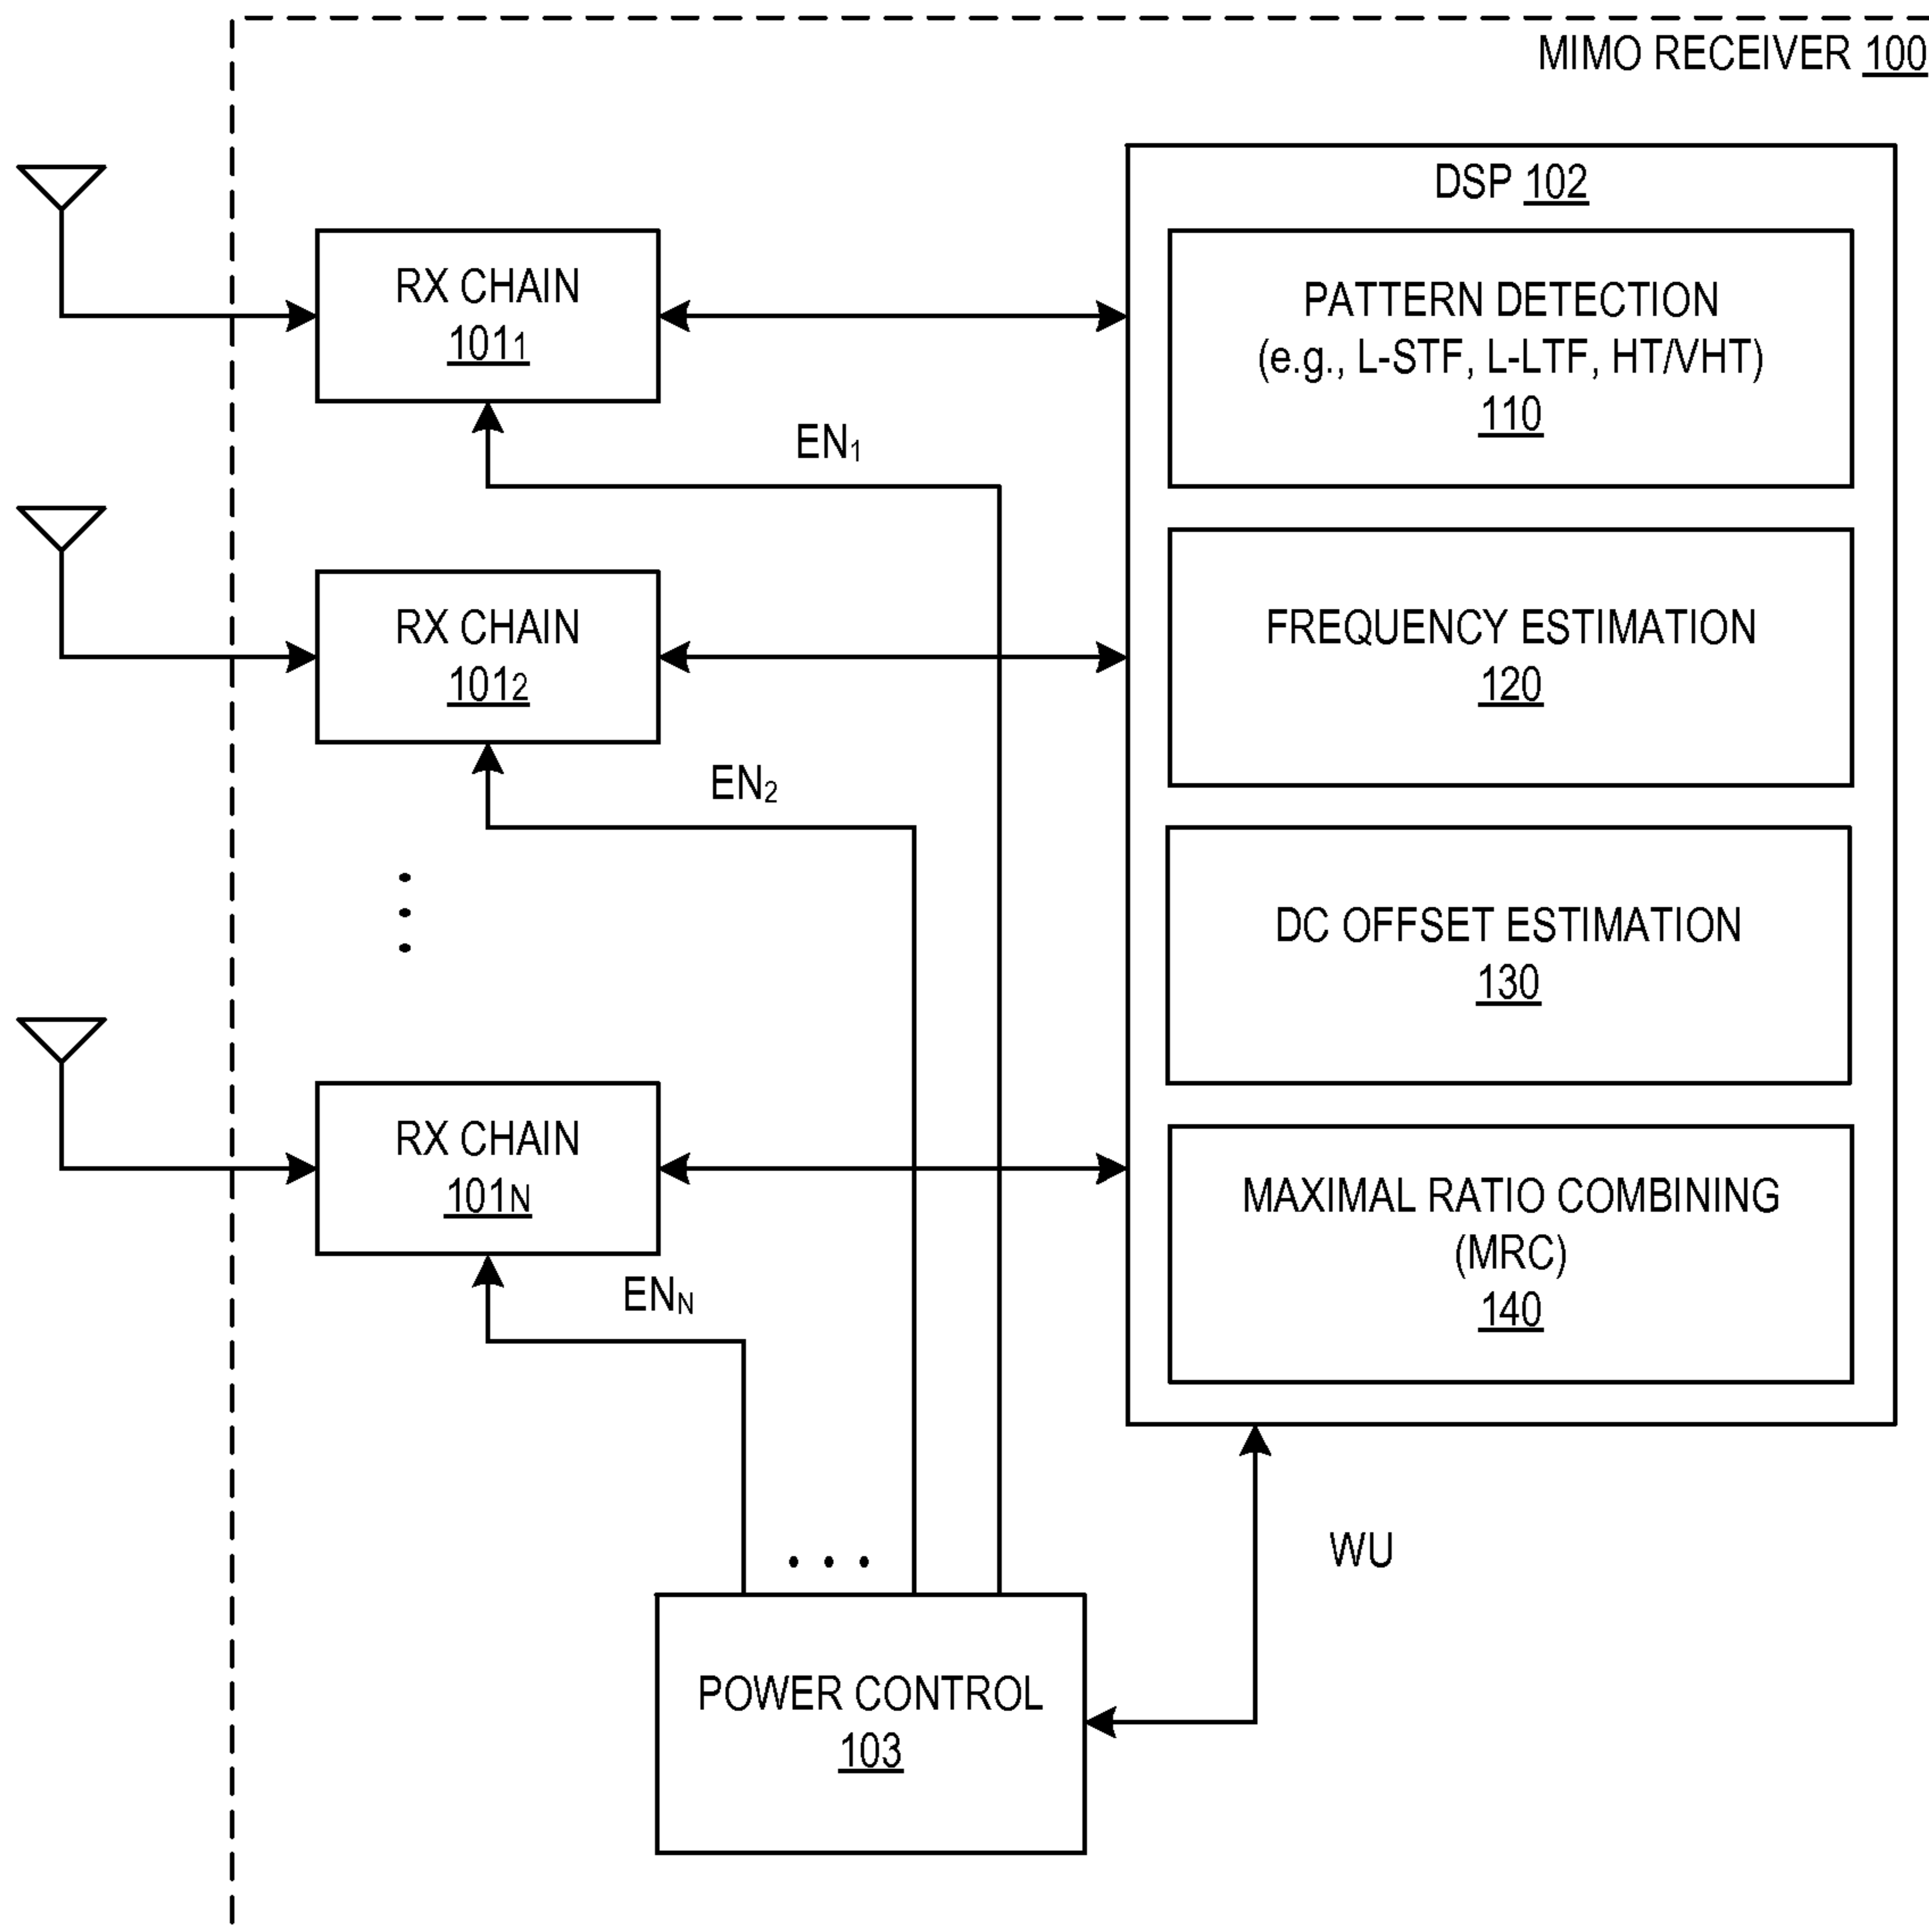 MIMO RECEIVER 100
DSP 102
RX CHAIN
101₁
PATTERN DETECTION
(e.g., L-STF, L-LTF, HT/VHT)
110
EN₁
RX CHAIN
101₂
FREQUENCY ESTIMATION
120
EN₂
DC OFFSET ESTIMATION
130
RX CHAIN
101N
MAXIMAL RATIO COMBINING
(MRC)
140
ENN
WU
POWER CONTROL
103